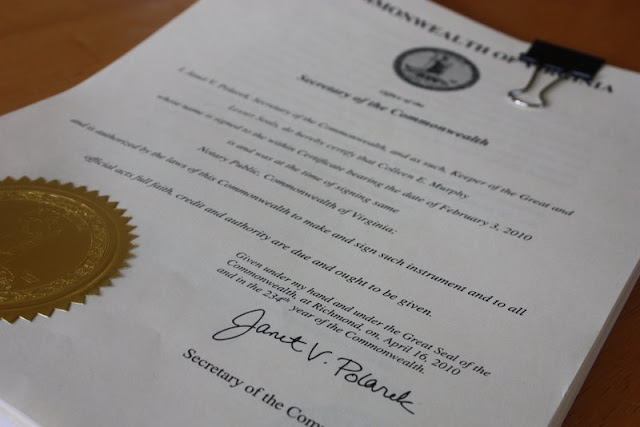 COMMONWEALTH OF VIRGINIA
Office of the
Secretary of the Commonwealth
I, Janet V. Polarek, Secretary of the Commonwealth, and as such, Keeper of the Great and
Lesser Seals, do hereby certify that Colleen E. Murphy
whose name is signed to the within Certificate bearing the date of February 3, 2010
is and was at the time of signing same
Notary Public, Commonwealth of Virginia;
and is authorized by the laws of this Commonwealth to make and sign such instrument and to all
official acts full faith, credit and authority are due and ought to be given.
Given under my hand and under the Great Seal of the
Commonwealth, at Richmond, on, April 16, 2010
and in the 234th year of the Commonwealth.
Janet V. Polarek
Secretary of the Com